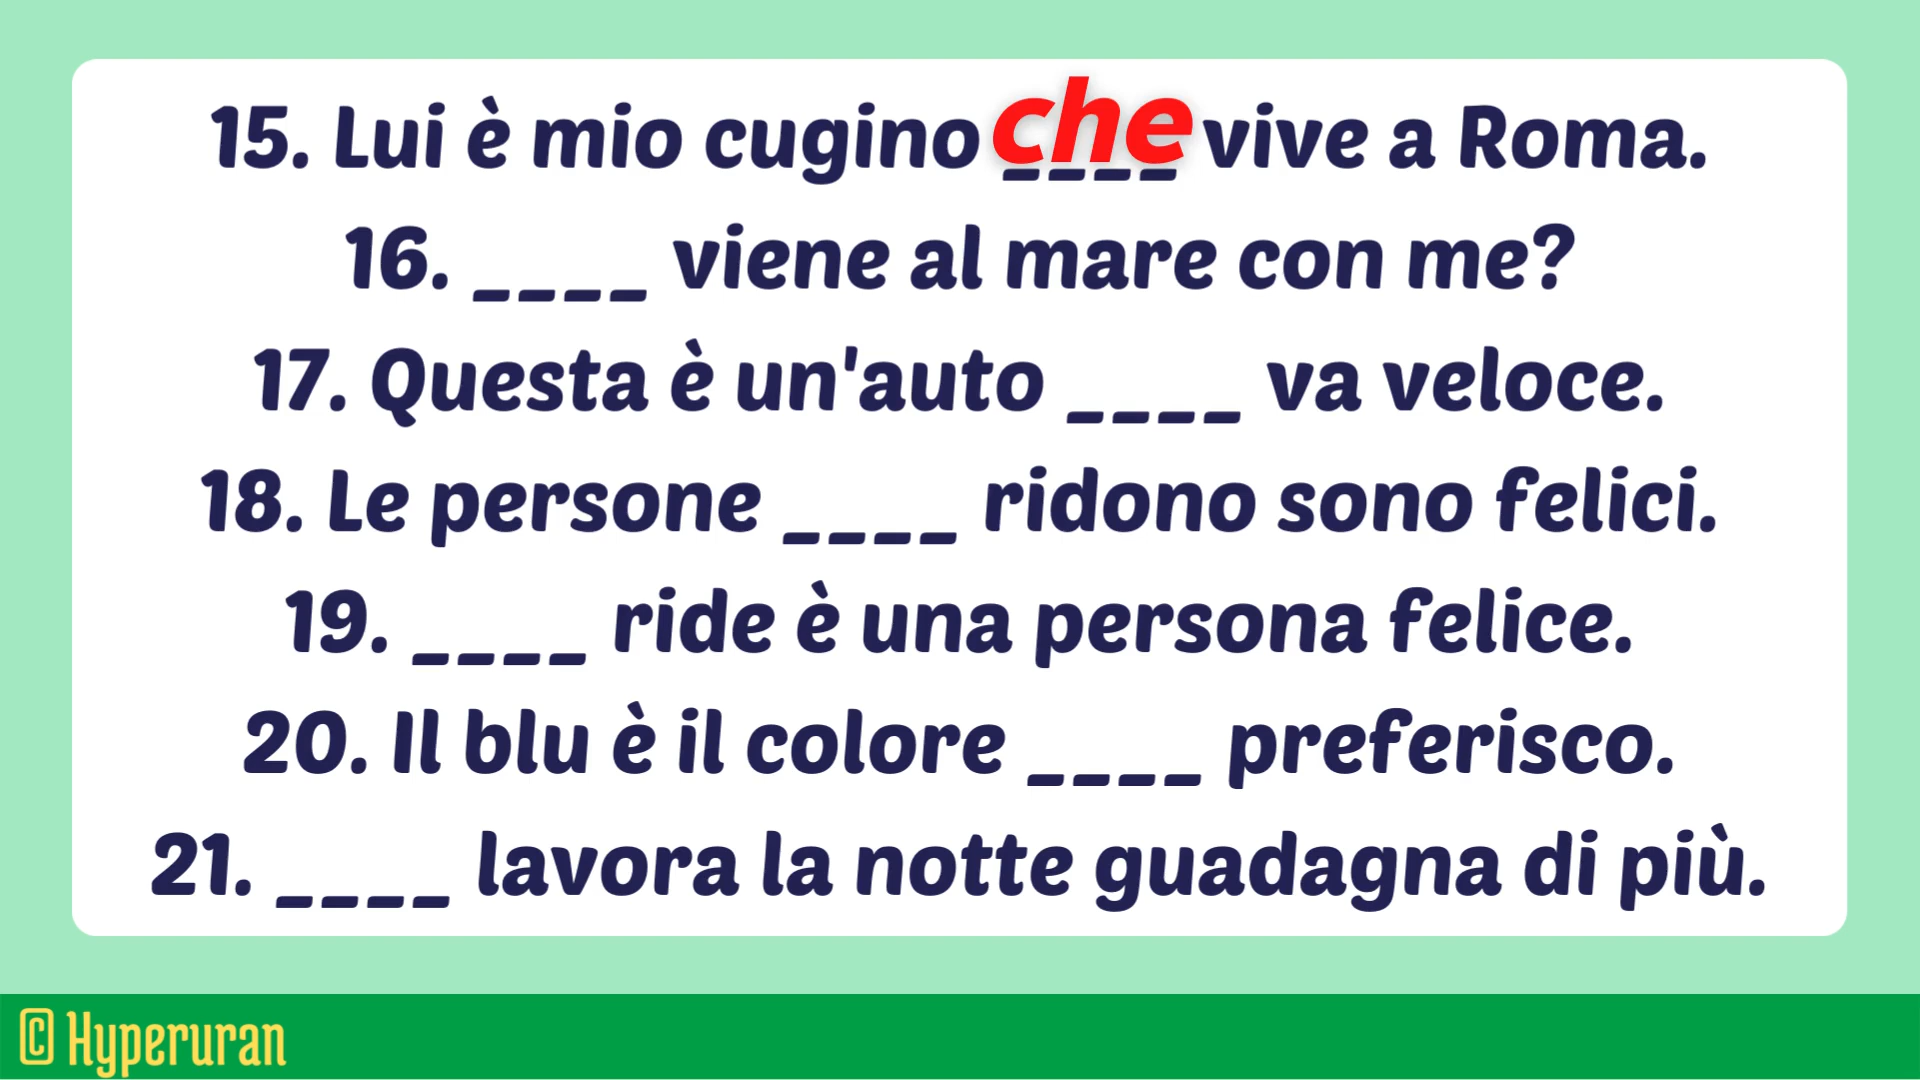 15. Lui è mio cugino che vive a Roma.
16. ____ viene al mare con me?
17. Questa è un'auto ____ va veloce.
18. Le persone ____ ridono sono felici.
19. ____ ride è una persona felice.
20. Il blu è il colore ____ preferisco.
21. ____ lavora la notte guadagna di più.
© Hyperuran